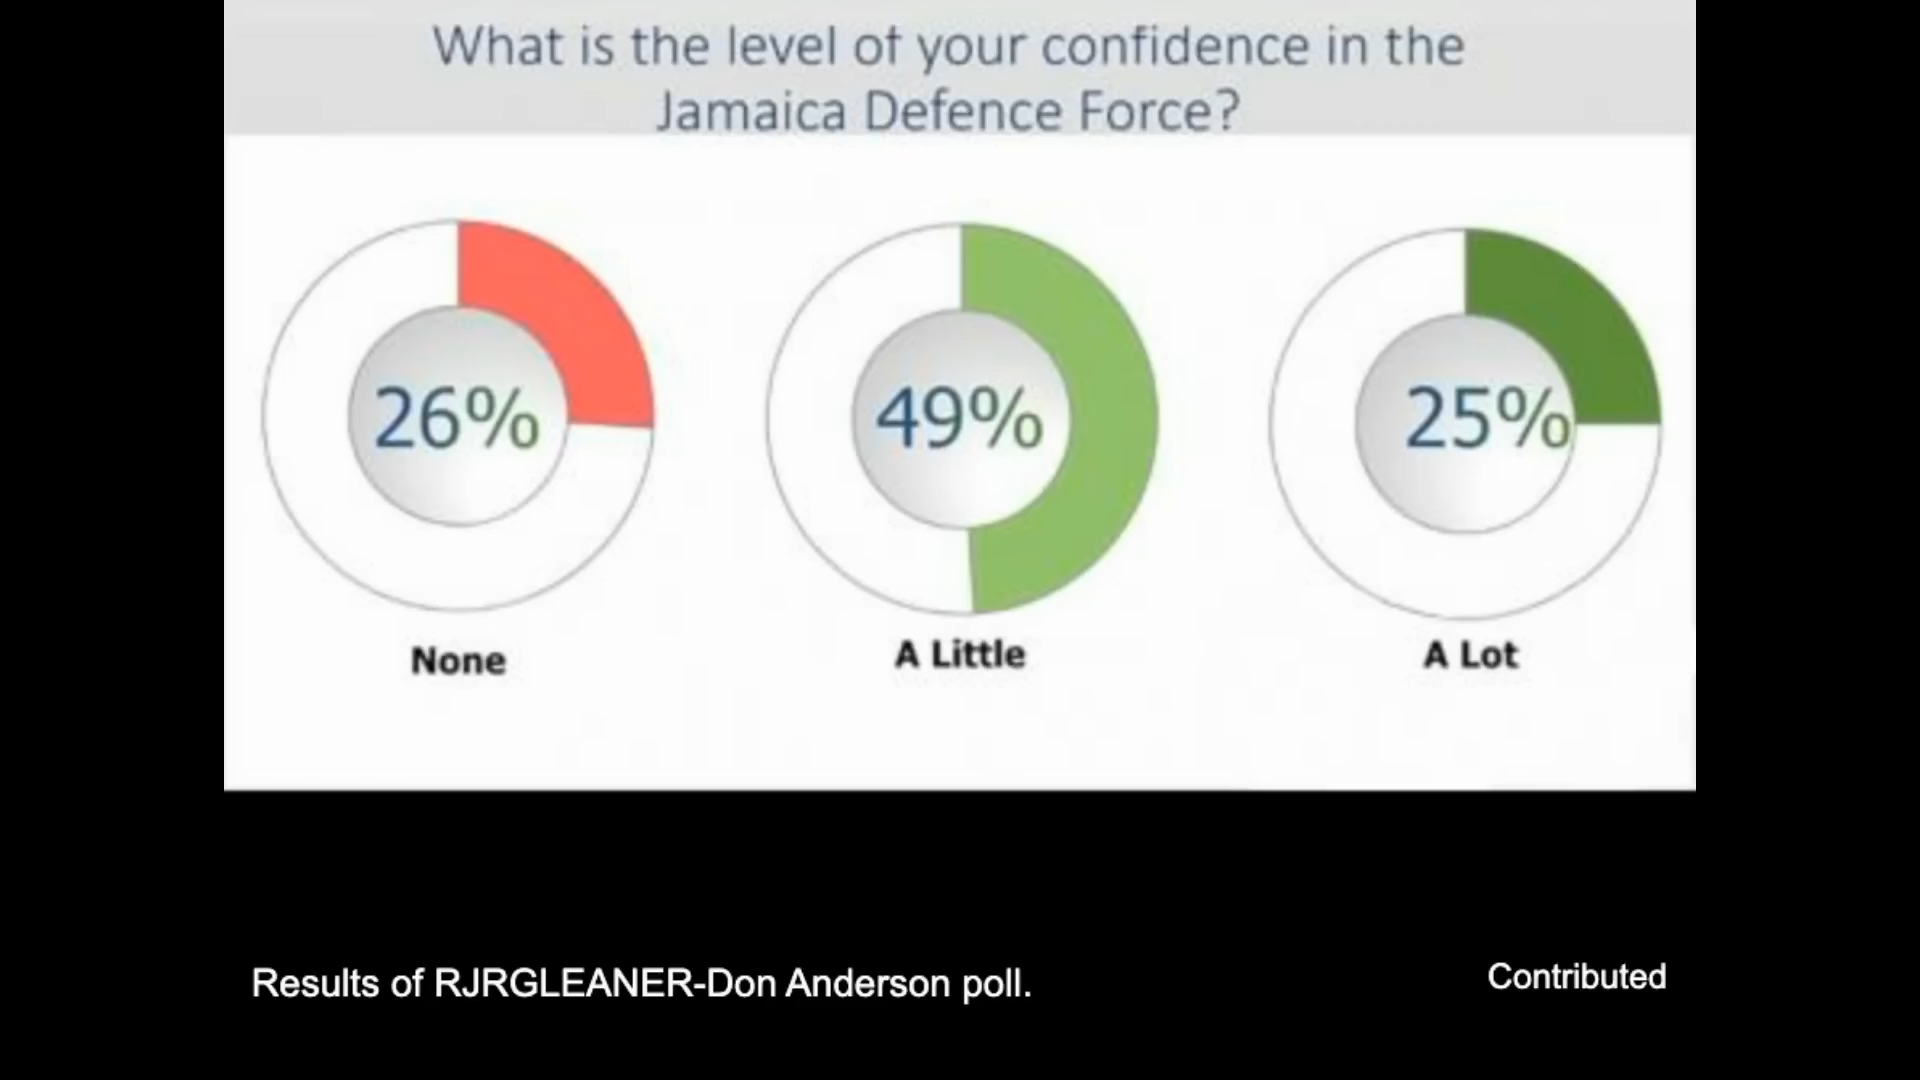 What is the level of your confidence in the
Jamaica Defence Force?
26%
49%
25%
None
A Little
A Lot
Results of RJRGLEANER-Don Anderson poll.
Contributed